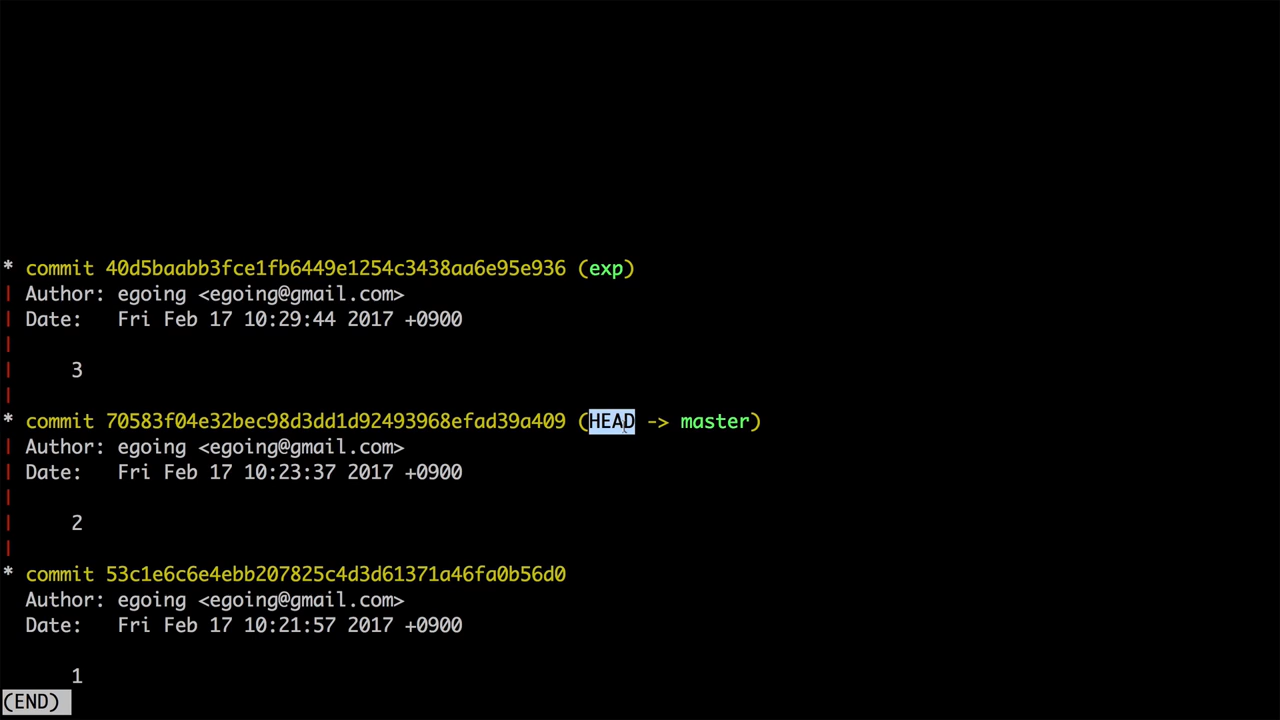 * commit 40d5baabb3fce1fb6449e1254c3438aa6e95e936 (exp)
| Author: egoing <egoing@gmail.com>
| Date:   Fri Feb 17 10:29:44 2017 +0900
|
|     3
|
* commit 70583f04e32bec98d3dd1d92493968efad39a409 (HEAD -> master)
| Author: egoing <egoing@gmail.com>
| Date:   Fri Feb 17 10:23:37 2017 +0900
|
|     2
|
* commit 53c1e6c6e4ebb207825c4d3d61371a46fa0b56d0
  Author: egoing <egoing@gmail.com>
  Date:   Fri Feb 17 10:21:57 2017 +0900
      1
(END)